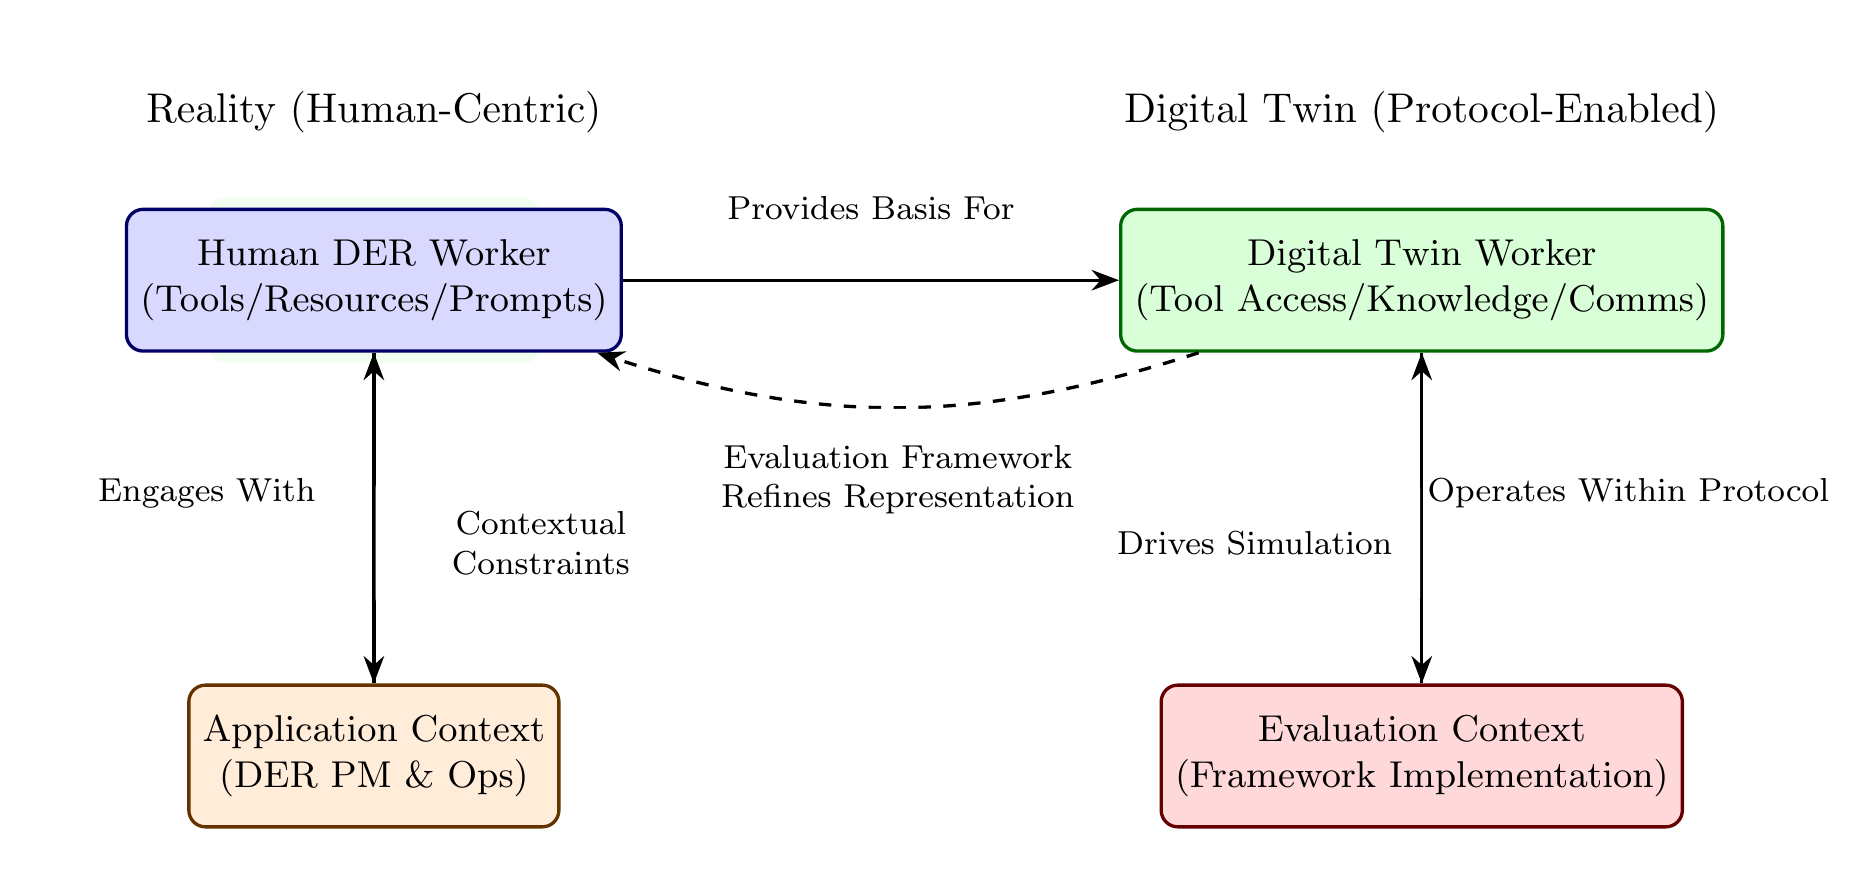 Reality (Human-Centric)
Digital Twin (Protocol-Enabled)
Provides Basis For
Human DER Worker
(Tools/Resources/Prompts)
Digital Twin Worker
(Tool Access/Knowledge/Comms)
Evaluation Framework
Refines Representation
Engages With
Operates Within Protocol
Contextual
Constraints
Drives Simulation
Application Context
(DER PM & Ops)
Evaluation Context
(Framework Implementation)